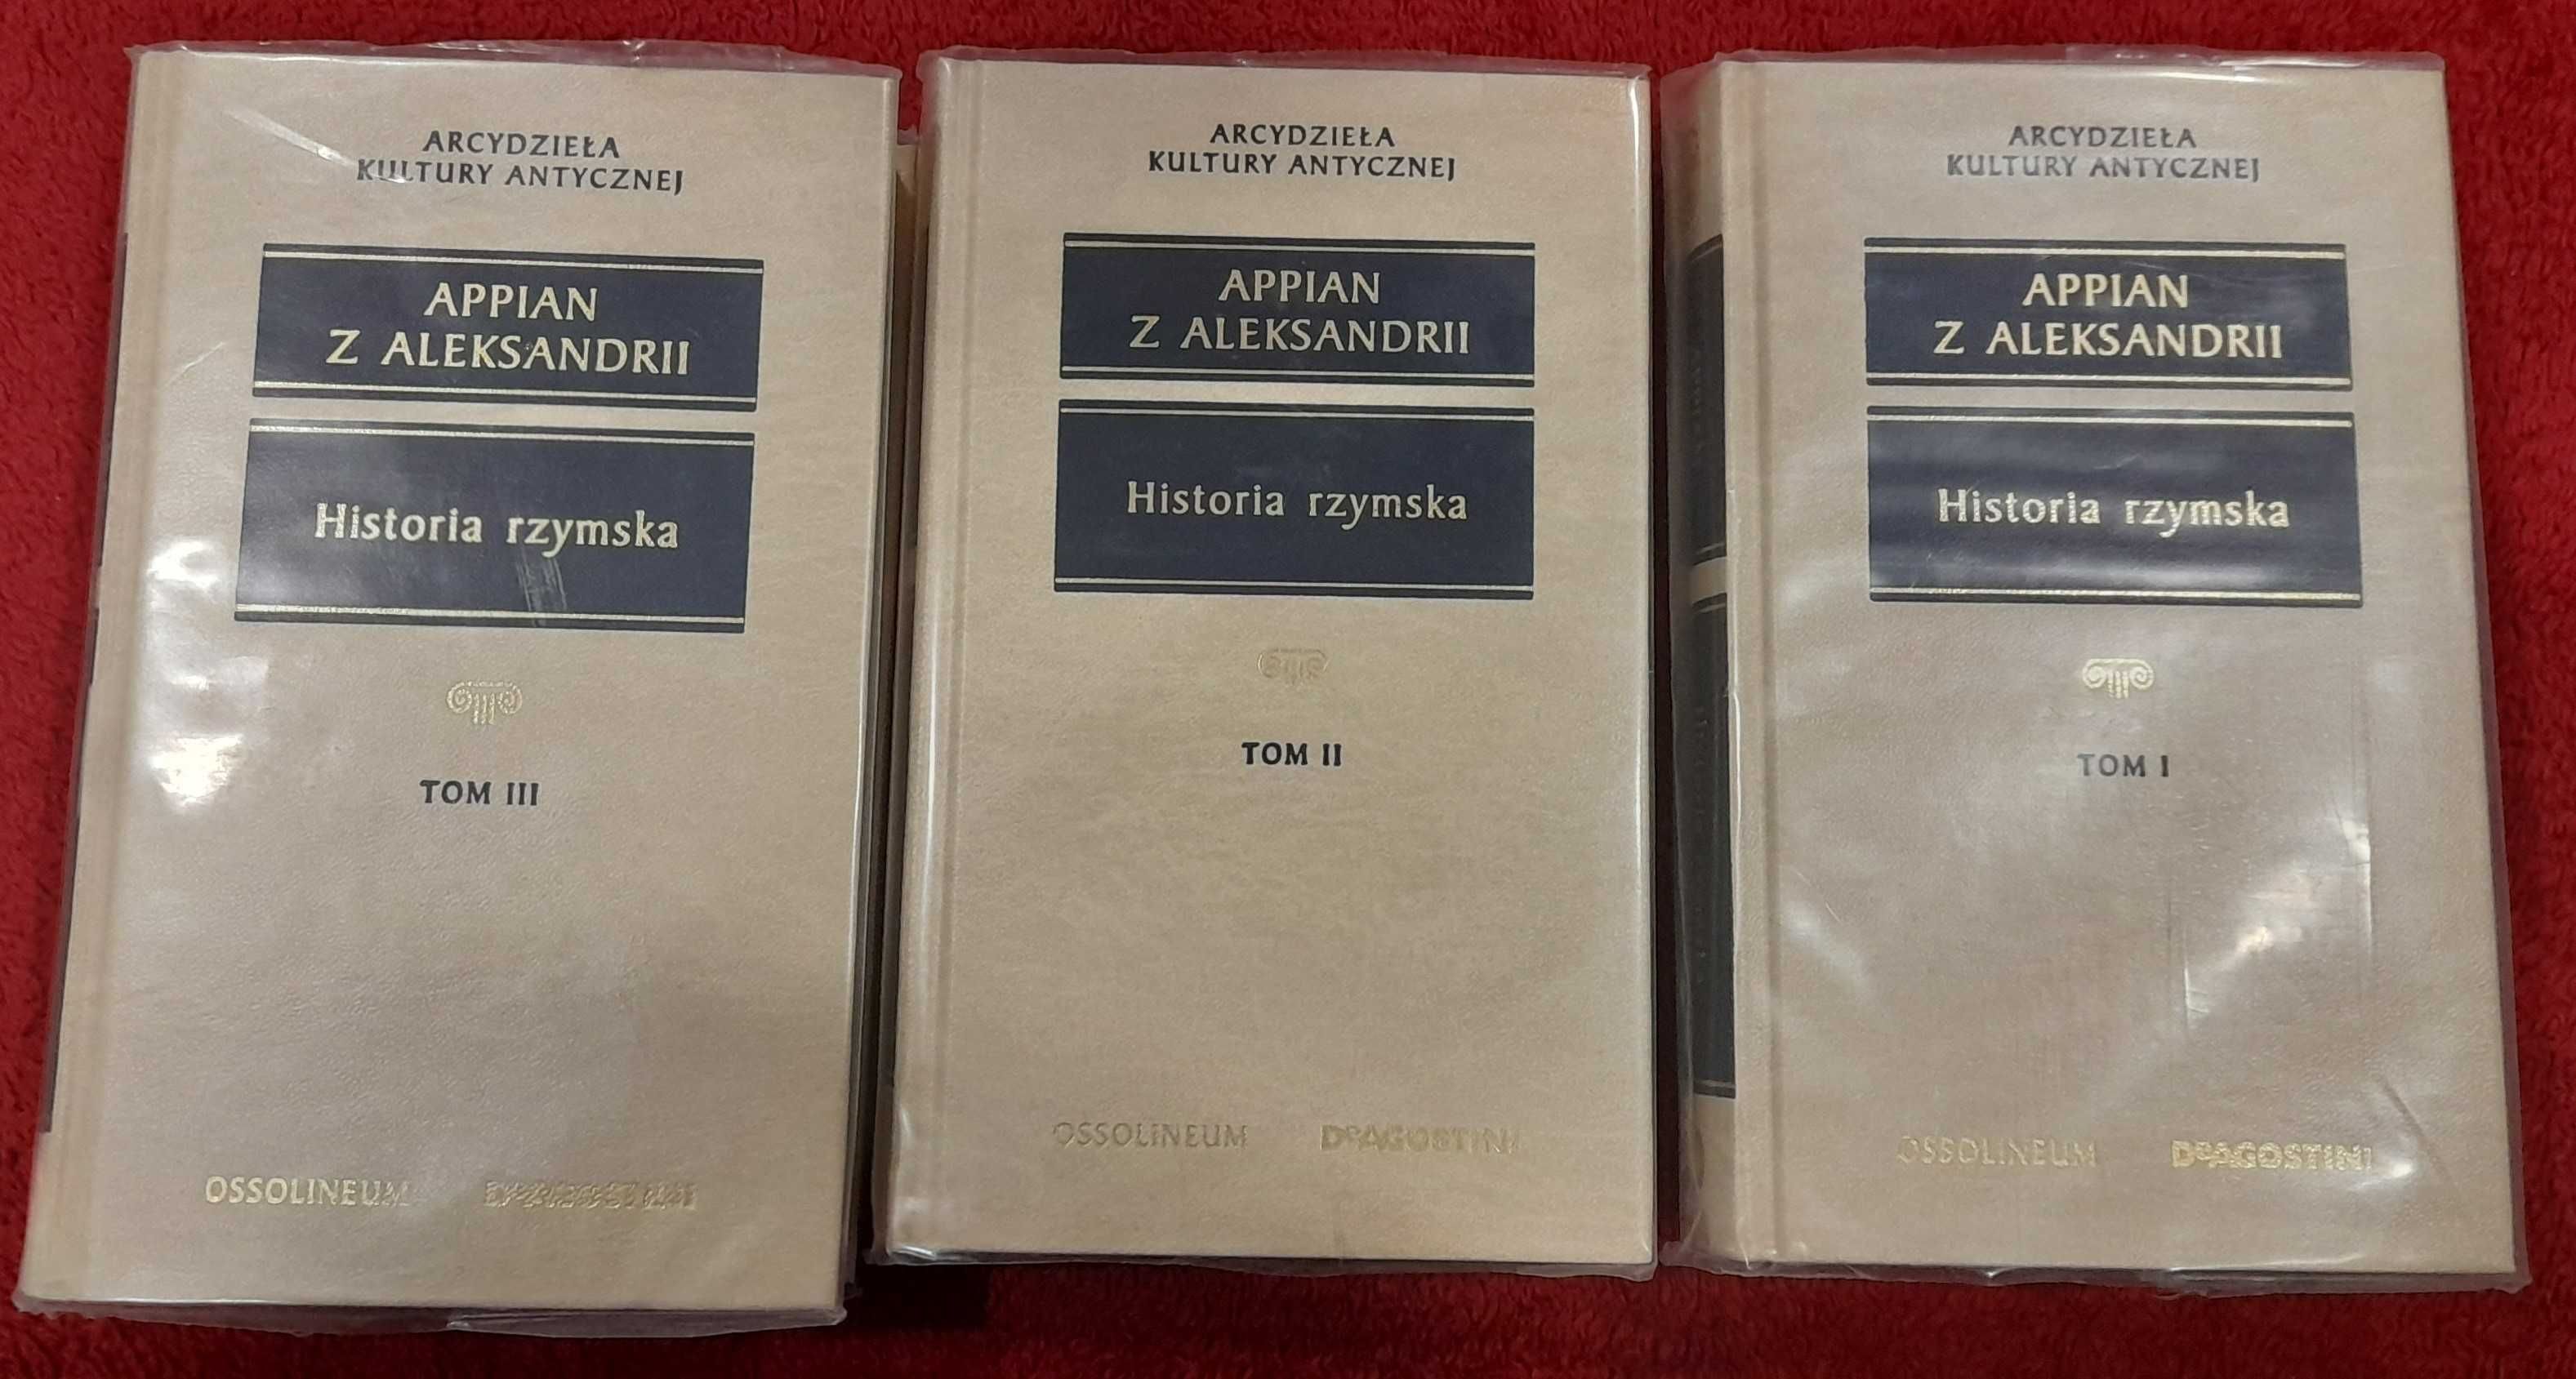 ARCYDZIEŁA
KULTURY ANTYCZNEJ
APPIAN
Z ALEKSANDRII
Historia rzymska
TOM III
OSSOLINEUM DeAGOSTINI
ARCYDZIEŁA
KULTURY ANTYCZNEJ
APPIAN
Z ALEKSANDRII
Historia rzymska
TOM II
OSSOLINEUM DeAGOSTINI
ARCYDZIEŁA
KULTURY ANTYCZNEJ
APPIAN
Z ALEKSANDRII
Historia rzymska
TOM I
OSSOLINEUM DeAGOSTINI